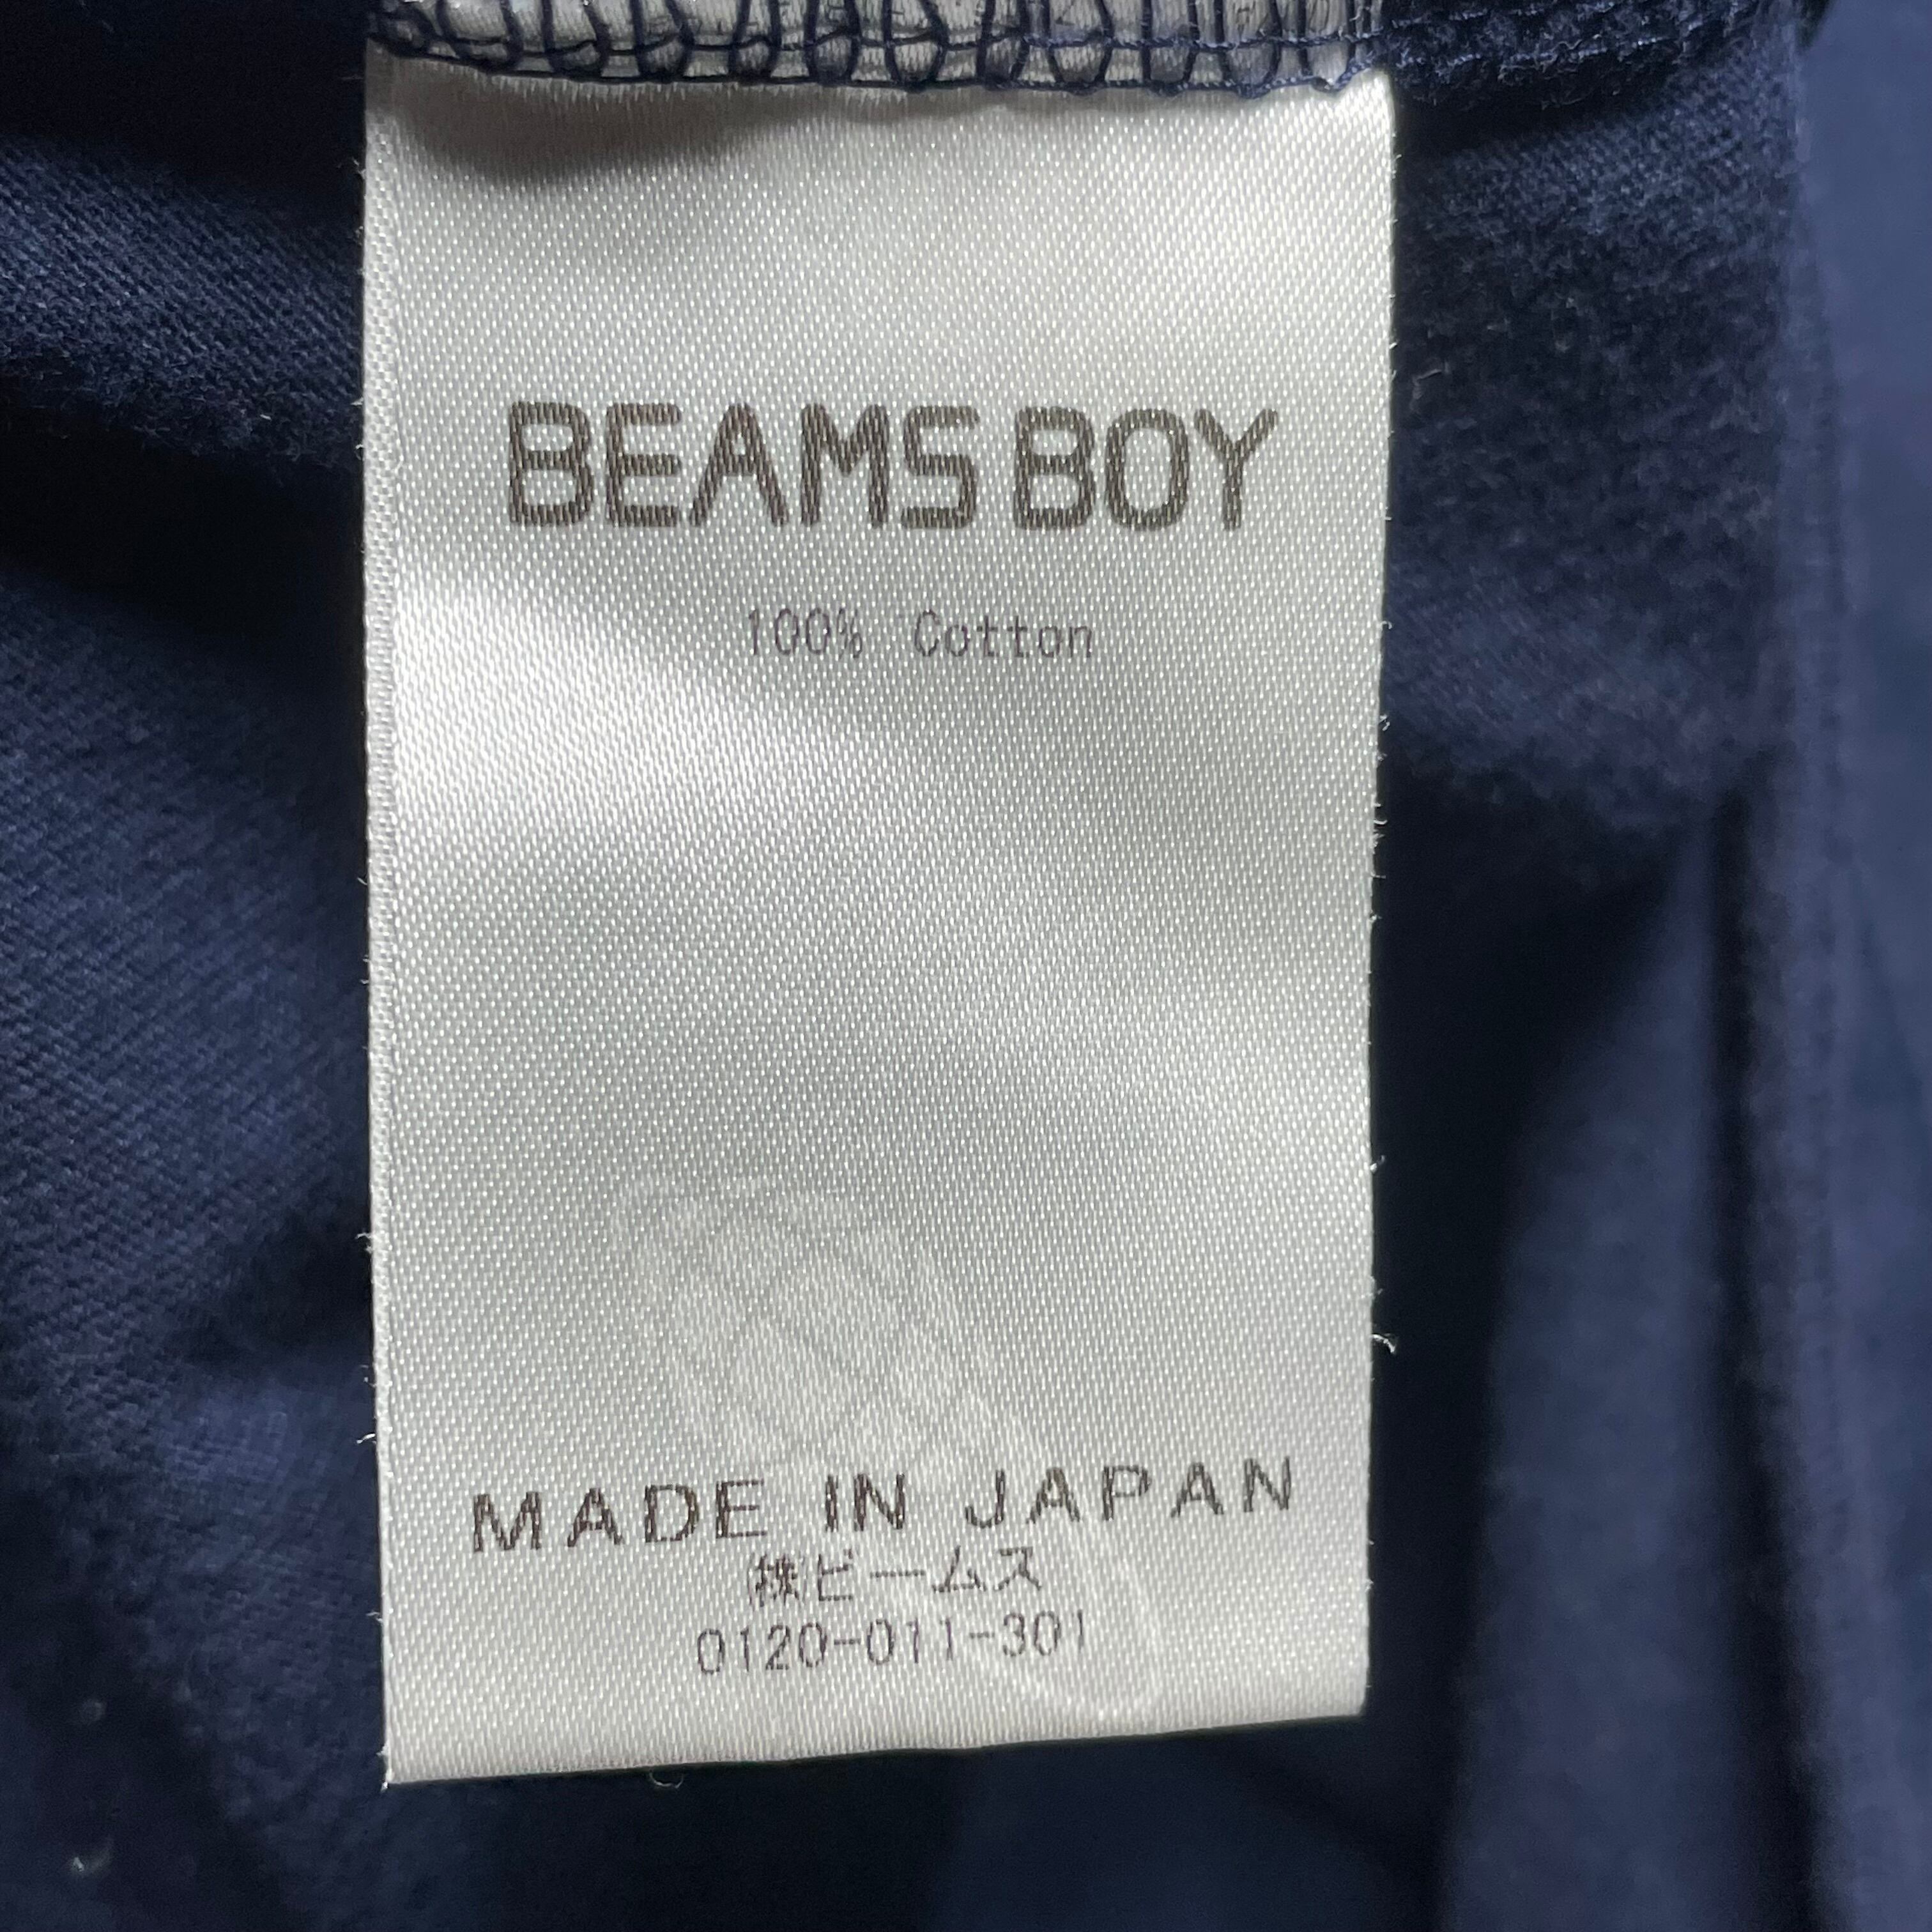 BEAMS BOY
100% Cotton
MADE IN JAPAN
㈱ビームス
0120-011-301